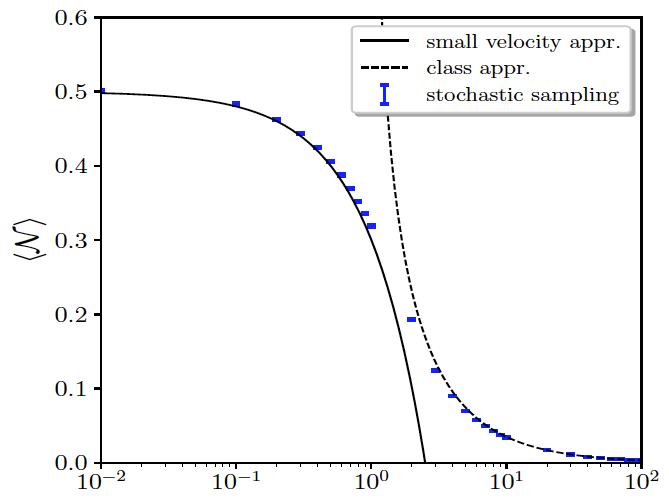 0.6
small velocity appr.
class appr.
stochastic sampling
0.5
0.4
0.3
0.2
0.1
0.0
⟨𝒩⟩
10⁻² 10⁻¹ 10⁰ 10¹ 10²